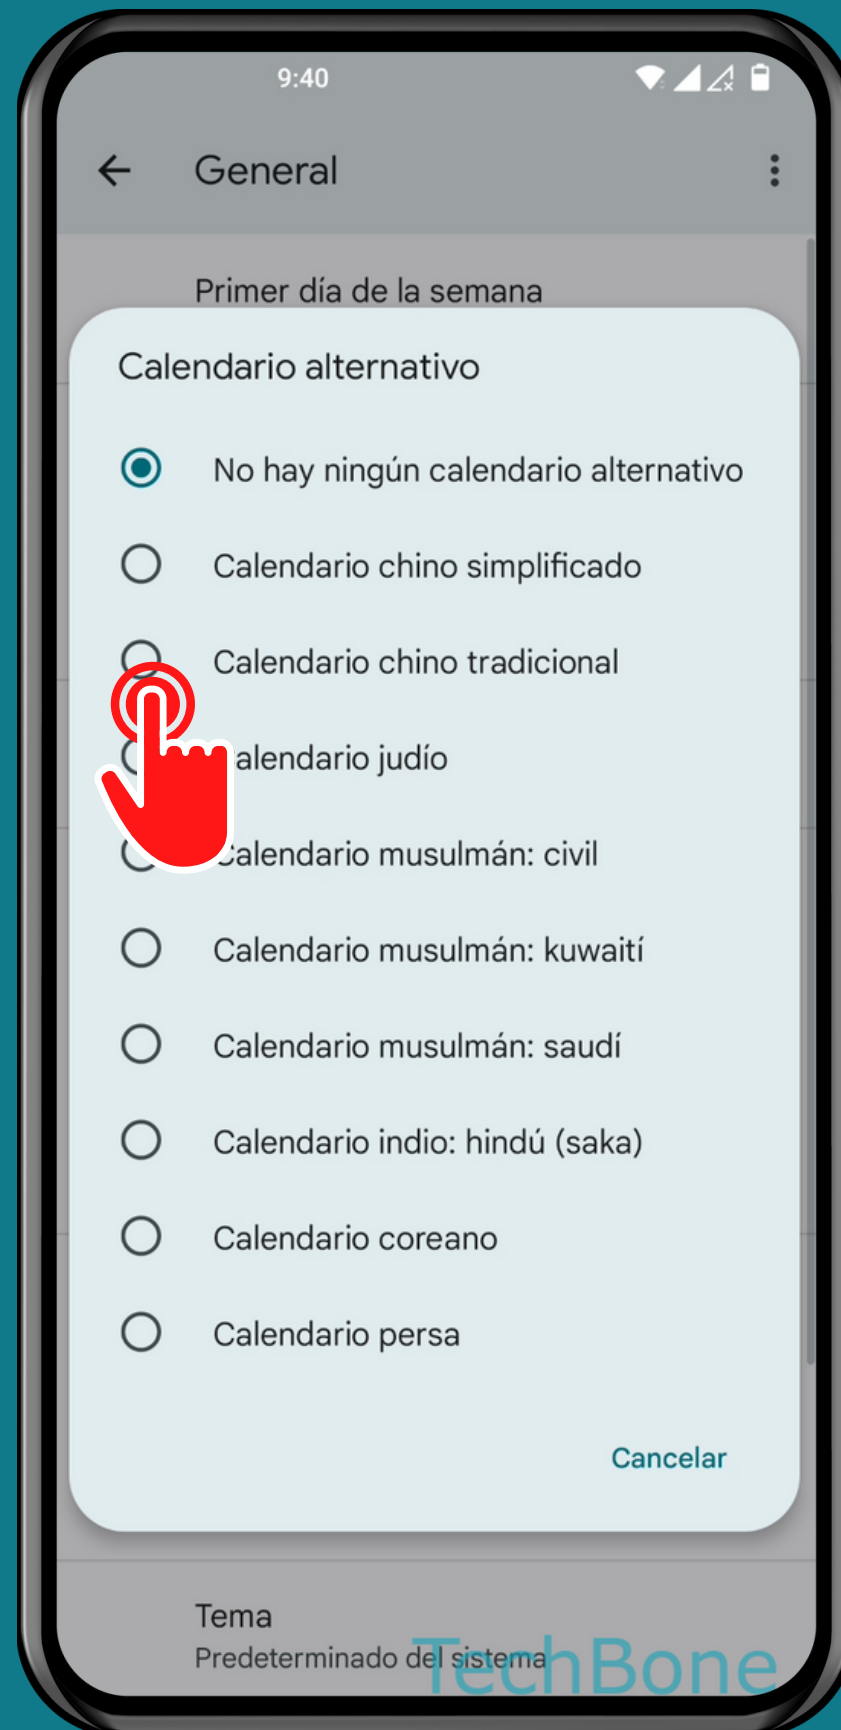 9:40
General
Primer día de la semana
Calendario alternativo
No hay ningún calendario alternativo
Calendario chino simplificado
Calendario chino tradicional
Calendario judío
Calendario musulmán: civil
Calendario musulmán: kuwaití
Calendario musulmán: saudí
Calendario indio: hindú (saka)
Calendario coreano
Calendario persa
Cancelar
Tema
Predeterminado del sistema
TechBone